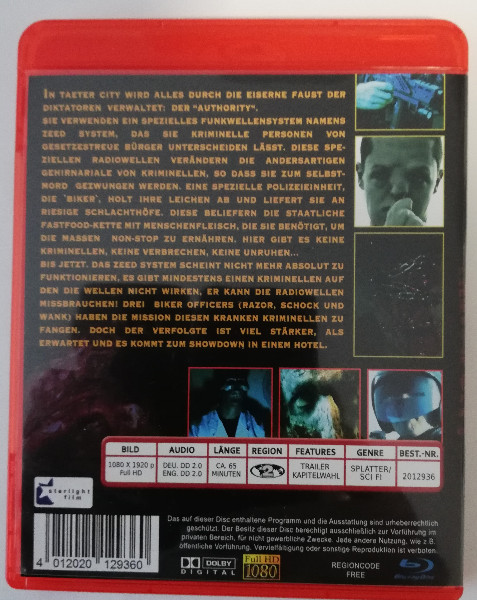 IN TAETER CITY WIRD ALLES DURCH DIE EISERNE FAUST DER
DIKTATOREN VERWALTET: DER "AUTHORITY".
SIE VERWENDEN EIN SPEZIELLES FUNKWELLENSYSTEM NAMENS
ZEED SYSTEM, DAS SIE KRIMINELLE PERSONEN VON
GESETZESTREUE BÜRGER UNTERSCHEIDEN LÄSST. DIESE SPE-
ZIELLEN RADIOWELLEN VERÄNDERN DIE ANDERSARTIGEN
GEHIRNARIALE VON KRIMINELLEN, SO DASS SIE ZUM SELBST-
MORD GEZWUNGEN WERDEN. EINE SPEZIELLE POLIZEIEINHEIT,
DIE 'BIKER', HOLT IHRE LEICHEN AB UND LIEFERT SIE AN
RIESIGE SCHLACHTHÖFE. DIESE BELIEFERN DIE STAATLICHE
FASTFOOD-KETTE MIT MENSCHENFLEISCH, DIE SIE BENÖTIGT, UM
DIE MASSEN NON-STOP ZU ERNÄHREN. HIER GIBT ES KEINE
KRIMINELLEN, KEINE VERBRECHEN, KEINE UNRUHEN...
BIS JETZT. DAS ZEED SYSTEM SCHEINT NICHT MEHR ABSOLUT ZU
FUNKTIONIEREN. ES GIBT MINDESTENS EINEN KRIMINELLEN AUF
DEN DIE WELLEN NICHT WIRKEN, ER KANN DIE RADIOWELLEN
MISSBRAUCHEN! DREI BIKER OFFICERS (RAZOR, SCHOCK UND
WANK) HABEN DIE MISSION DIESEN KRANKEN KRIMINELLEN ZU
FANGEN. DOCH DER VERFOLGTE IST VIEL STÄRKER, ALS
ERWARTET UND ES KOMMT ZUM SHOWDOWN IN EINEM HOTEL.
BILD AUDIO LÄNGE REGION FEATURES GENRE BEST.-NR.
1080 X 1920 p DEU. DD 2.0 CA. 65 2 TRAILER SPLATTER/ 2012936
Full HD ENG. DD 2.0 MINUTEN KAPITELWAHL SCI FI
starlight
film
Das auf dieser Disc enthaltene Programm und die Ausstattung sind urheberrechtlich
geschützt. Der Besitz dieser Disc berechtigt ausschließlich zur Vorführung im
privaten Bereich, für nicht gewerbliche Zwecke. Jede andere Nutzung, wie z.B.
öffentliche Vorführung, Vervielfältigung oder sonstige Reproduktion ist verboten.
4 012020 129360
DOLBY
DIGITAL
Full HD
1080
REGIONCODE
FREE